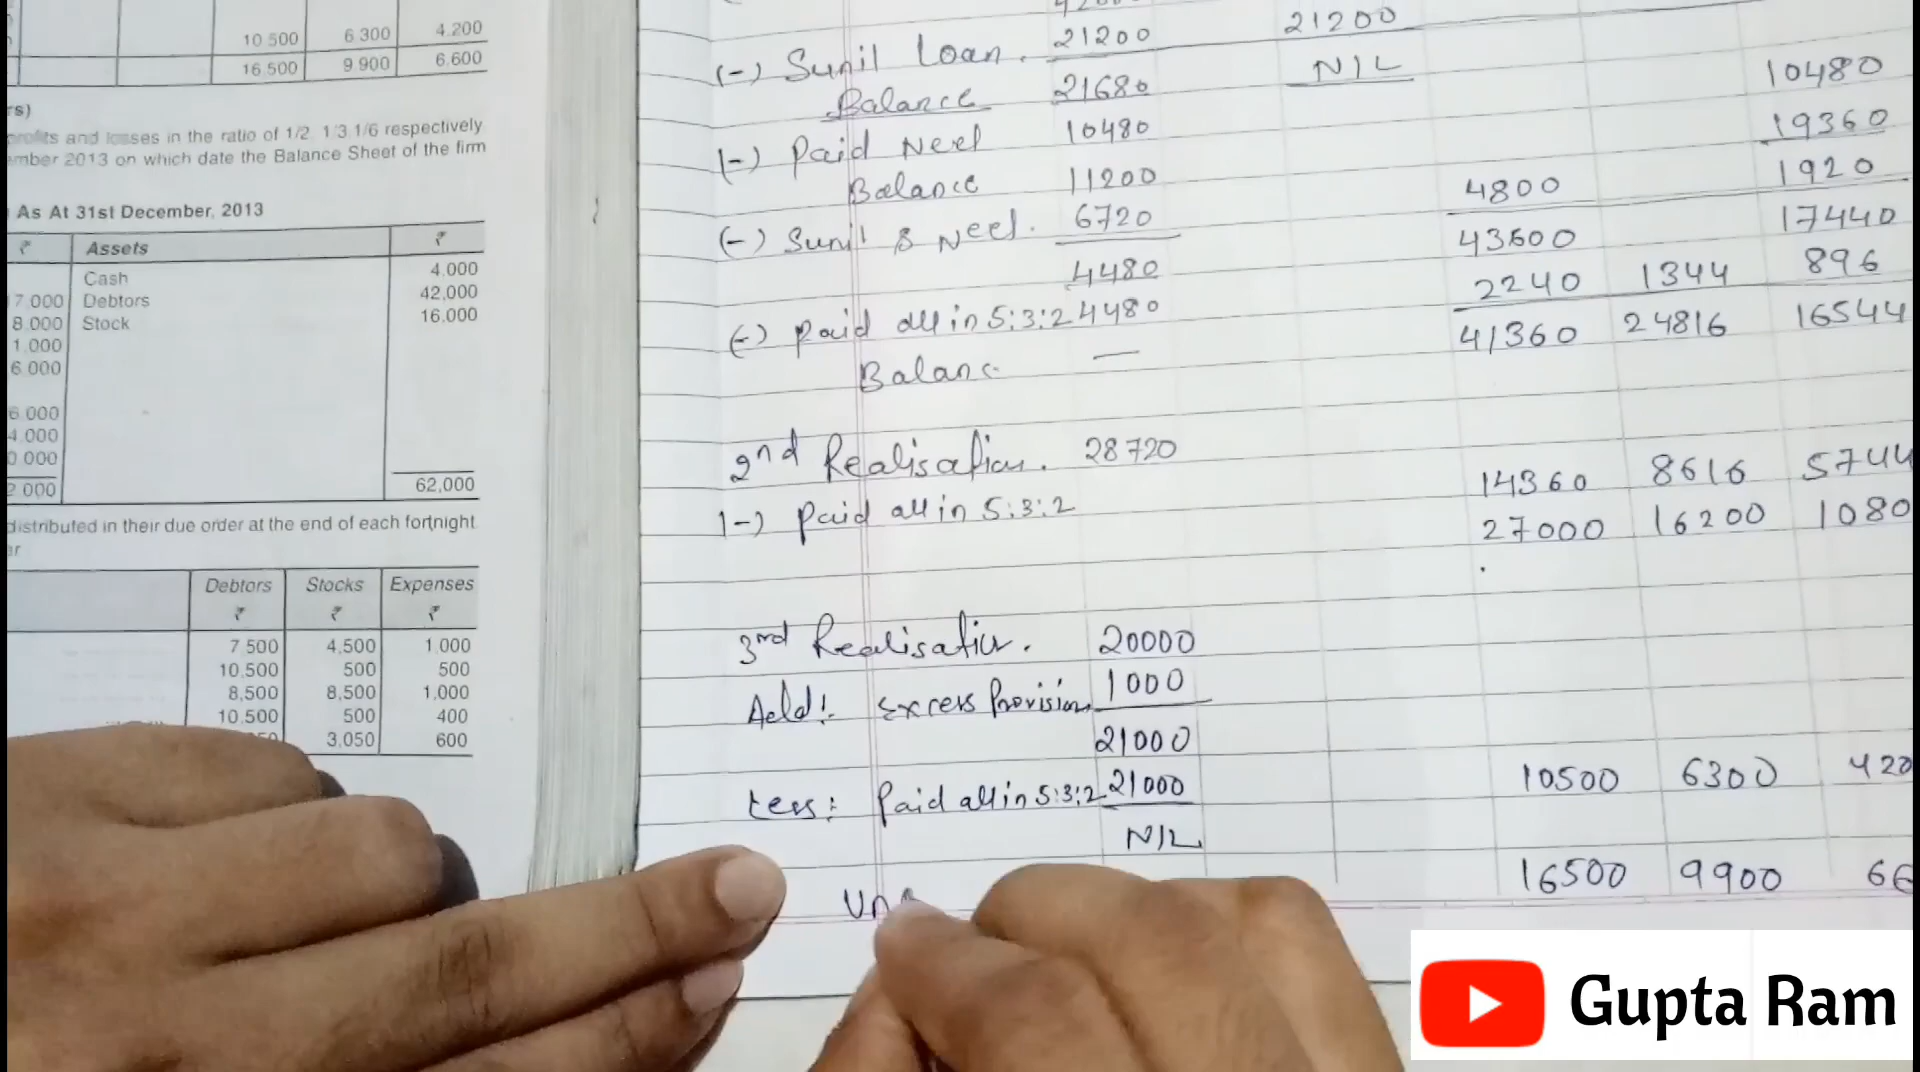 10 500 6 300 4.200
16 500 9 900 6,600
rs)
profits and losses in the ratio of 1/2 1/3 1/6 respectively
ember 2013 on which date the Balance Sheet of the firm
As At 31st December, 2013
₹ Assets ₹
Cash 4.000
7.000 Debtors 42,000
8.000 Stock 16,000
1.000
6 000
6.000
4.000
0 000
2 000 62,000
distributed in their due order at the end of each fortnight
ar
Debtors Stocks Expenses
₹ ₹ ₹
7 500 4,500 1,000
10,500 500 500
8,500 8,500 1,000
10,500 500 400
3,050 600
21200 21200
(-) Sunil Loan. NIL
Balance 21680 10480
(-) Paid Neel 10480 19360
Balance 11200 4800 1920
(-) Sunil & Neel. 6720 43600 17440
4480 2240 1344 896
(-) Paid all in 5:3:2 4480 41360 24816 16544
Balanc —
2nd Realisation. 28720 14360 8616 5744
(-) Paid all in 5:3:2 27000 16200 1080
3rd Realisation. 20000
Add: Excess Provision 1000
21000
Less: Paid all in 5:3:2 21000 10500 6300 420
NIL
16500 9900 66
Gupta Ram